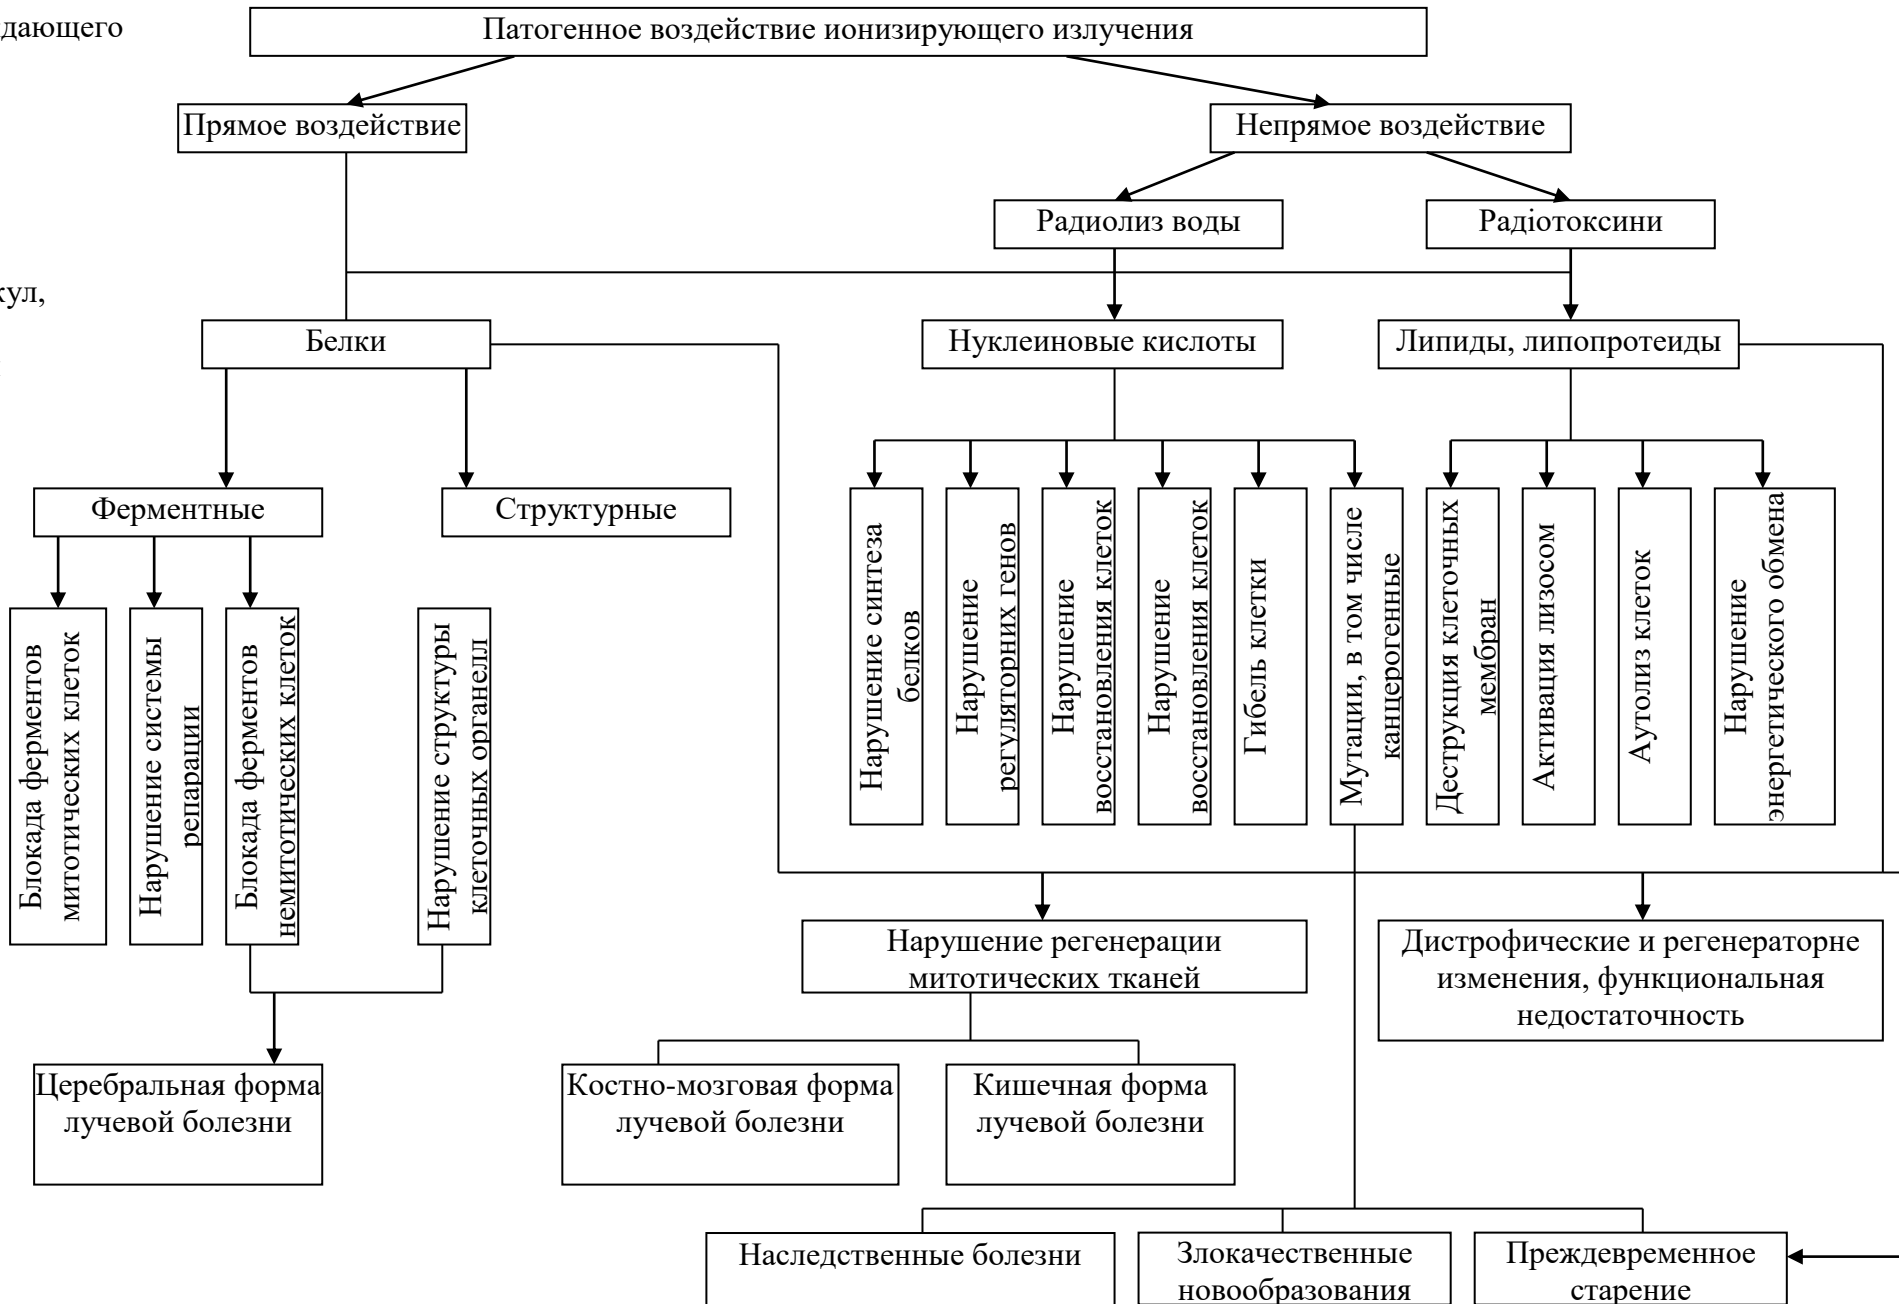 дающего
Патогенное воздействие ионизирующего излучения
Прямое воздействие
Непрямое воздействие
Радиолиз воды
Радіотоксини
кул,
Белки
Нуклеиновые кислоты
Липиды, липопротеиды
Ферментные
Структурные
Блокада ферментов
митотических клеток
Нарушение системы
репарации
Блокада ферментов
немитотических клеток
Нарушение структуры
клеточных органелл
Нарушение синтеза
белков
Нарушение
регуляторних генов
Нарушение
восстановления клеток
Нарушение
восстановления клеток
Гибель клетки
Мутации, в том числе
канцерогенные
Деструкция клеточных
мембран
Активация лизосом
Аутолиз клеток
Нарушение
энергетического обмена
Нарушение регенерации
митотических тканей
Дистрофические и регенераторне
изменения, функциональная
недостаточность
Церебральная форма
лучевой болезни
Костно-мозговая форма
лучевой болезни
Кишечная форма
лучевой болезни
Наследственные болезни
Злокачественные
новообразования
Преждевременное
старение